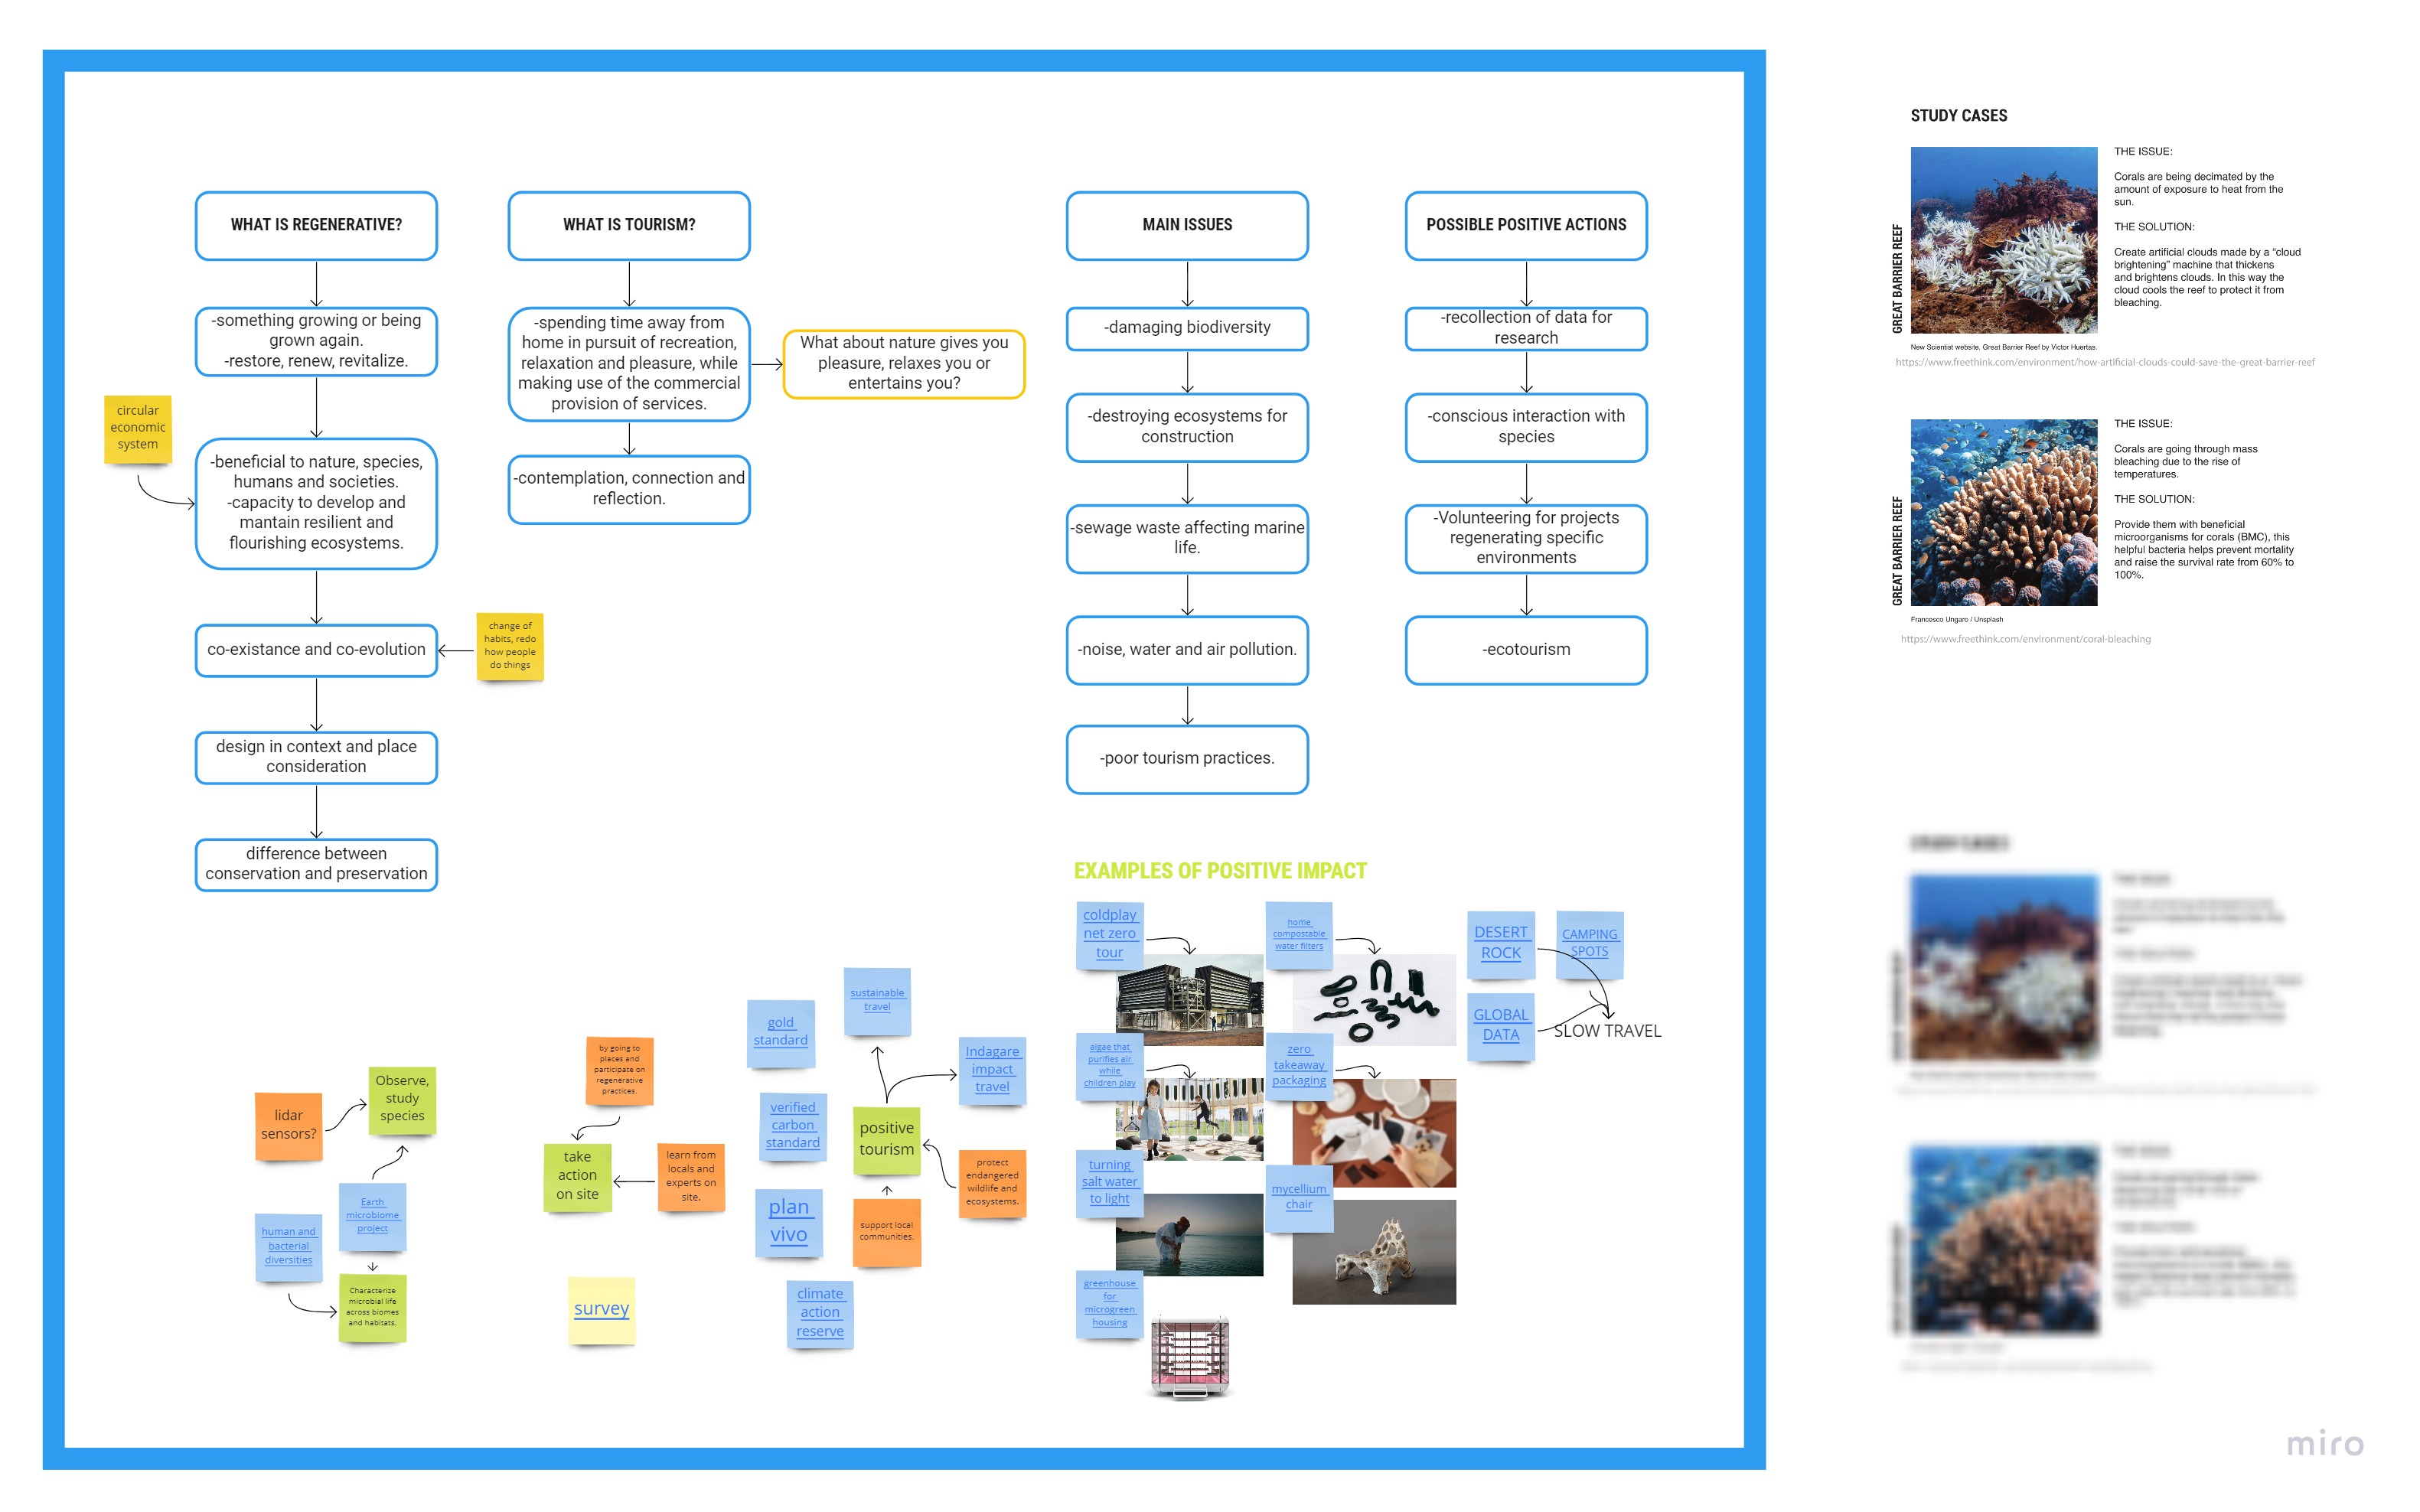 WHAT IS REGENERATIVE?
-something growing or being
grown again.
-restore, renew, revitalize.
circular
economic
system
-beneficial to nature, species,
humans and societies.
-capacity to develop and
mantain resilient and
flourishing ecosystems.
co-existance and co-evolution
change of
habits, redo
how people
do things
design in context and place
consideration
difference between
conservation and preservation
WHAT IS TOURISM?
-spending time away from
home in pursuit of recreation,
relaxation and pleasure, while
making use of the commercial
provision of services.
What about nature gives you
pleasure, relaxes you or
entertains you?
-contemplation, connection and
reflection.
MAIN ISSUES
-damaging biodiversity
-destroying ecosystems for
construction
-sewage waste affecting marine
life.
-noise, water and air pollution.
-poor tourism practices.
POSSIBLE POSITIVE ACTIONS
-recollection of data for
research
-conscious interaction with
species
-Volunteering for projects
regenerating specific
environments
-ecotourism
lidar
sensors?
Observe,
study
species
Earth
microbiome
project
human and
bacterial
diversities
Characterize
microbial life
across biomes
and habitats.
by going to
places and
participate on
regenerative
practices.
take
action
on site
learn from
locals and
experts on
site.
survey
gold
standard
sustainable
travel
Indagare
impact
travel
verified
carbon
standard
positive
tourism
protect
endangered
wildlife and
ecosystems.
plan
vivo
support local
communities.
climate
action
reserve
EXAMPLES OF POSITIVE IMPACT
coldplay
net zero
tour
home
compostable
water filters
algae that
purifies air
while
children play
zero
takeaway
packaging
turning
salt water
to light
mycellium
chair
greenhouse
for
microgreen
housing
DESERT
ROCK
CAMPING
SPOTS
GLOBAL
DATA
SLOW TRAVEL
STUDY CASES
GREAT BARRIER REEF
THE ISSUE:
Corals are being decimated by the
amount of exposure to heat from the
sun.
THE SOLUTION:
Create artificial clouds made by a “cloud
brightening” machine that thickens
and brightens clouds. In this way the
cloud cools the reef to protect it from
bleaching.
New Scientist website, Great Barrier Reef by Victor Huertas.
https://www.freethink.com/environment/how-artificial-clouds-could-save-the-great-barrier-reef
GREAT BARRIER REEF
THE ISSUE:
Corals are going through mass
bleaching due to the rise of
temperatures.
THE SOLUTION:
Provide them with beneficial
microorganisms for corals (BMC), this
helpful bacteria helps prevent mortality
and raise the survival rate from 60% to
100%.
Francesco Ungaro / Unsplash
https://www.freethink.com/environment/coral-bleaching
miro